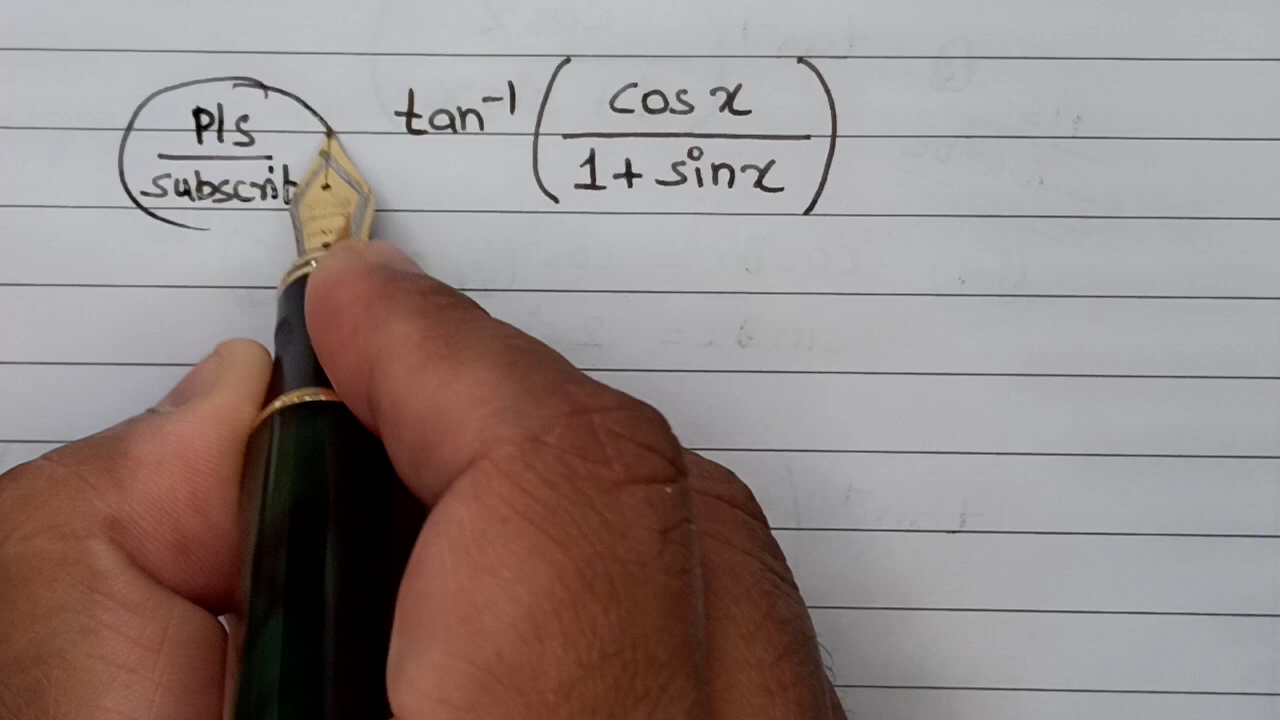 Pls
subscrib
tan⁻¹ ( cos x / 1 + sin x )